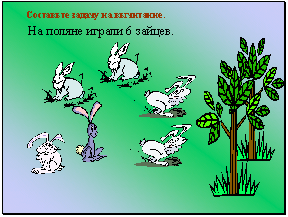 Составьте задачу на вычитание.
На поляне играли 6 зайцев.